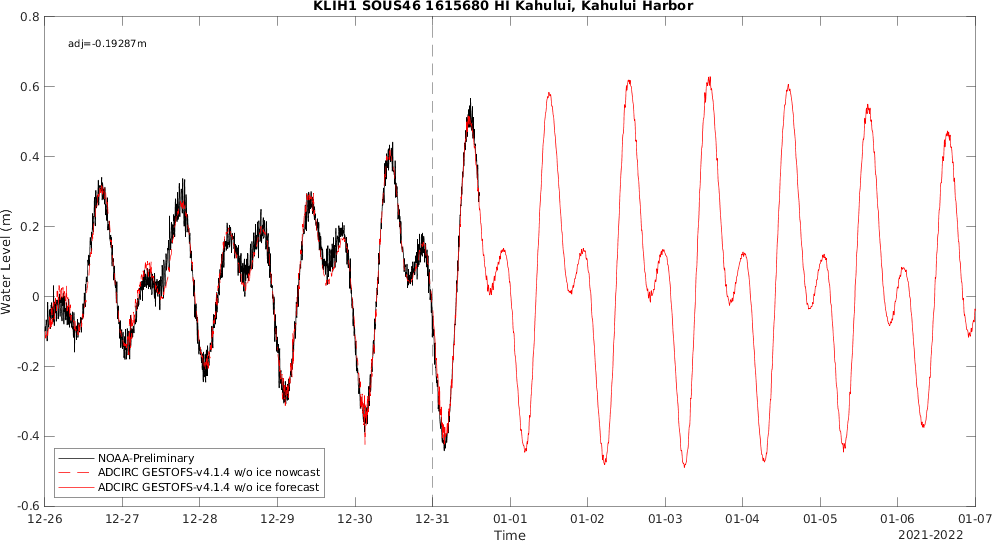 KLIH1 SOUS46 1615680 HI Kahului, Kahului Harbor
adj=-0.19287m
0.8
0.6
0.4
0.2
0
-0.2
-0.4
-0.6
Water Level (m)
NOAA-Preliminary
ADCIRC GESTOFS-v4.1.4 w/o ice nowcast
ADCIRC GESTOFS-v4.1.4 w/o ice forecast
12-26 12-27 12-28 12-29 12-30 12-31 01-01 01-02 01-03 01-04 01-05 01-06 01-07
Time
2021-2022